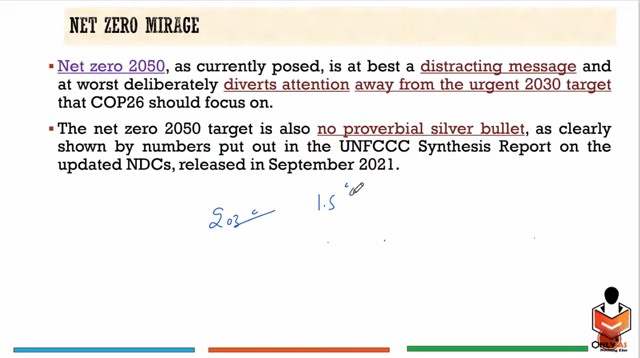 NET ZERO MIRAGE
Net zero 2050, as currently posed, is at best a distracting message and
at worst deliberately diverts attention away from the urgent 2030 target
that COP26 should focus on.
The net zero 2050 target is also no proverbial silver bullet, as clearly
shown by numbers put out in the UNFCCC Synthesis Report on the
updated NDCs, released in September 2021.
1.5